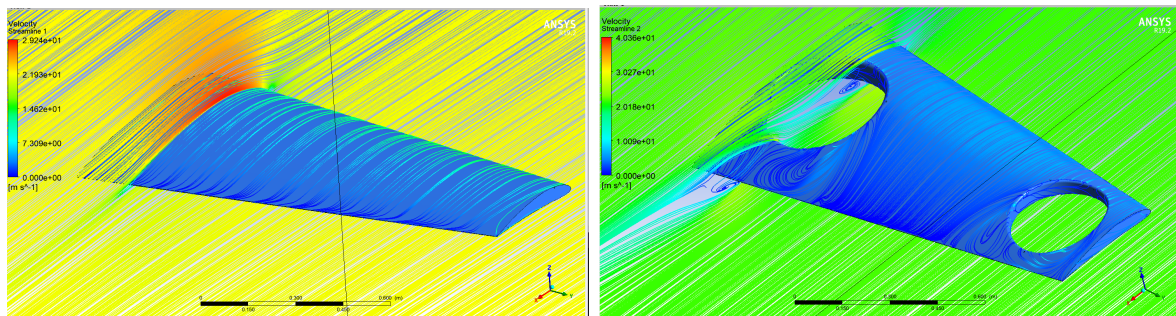 Velocity
Streamline 1
2.924e+01
2.193e+01
1.462e+01
7.309e+00
0.000e+00
[m s^-1]
ANSYS
0
0.300
0.600 (m)
0.150
0.450
Z
X
Y
Velocity
Streamline 2
4.036e+01
3.027e+01
2.018e+01
1.009e+01
0.000e+00
[m s^-1]
ANSYS
R19.2
0
0.300
0.600 (m)
0.150
0.450
Z
X
Y